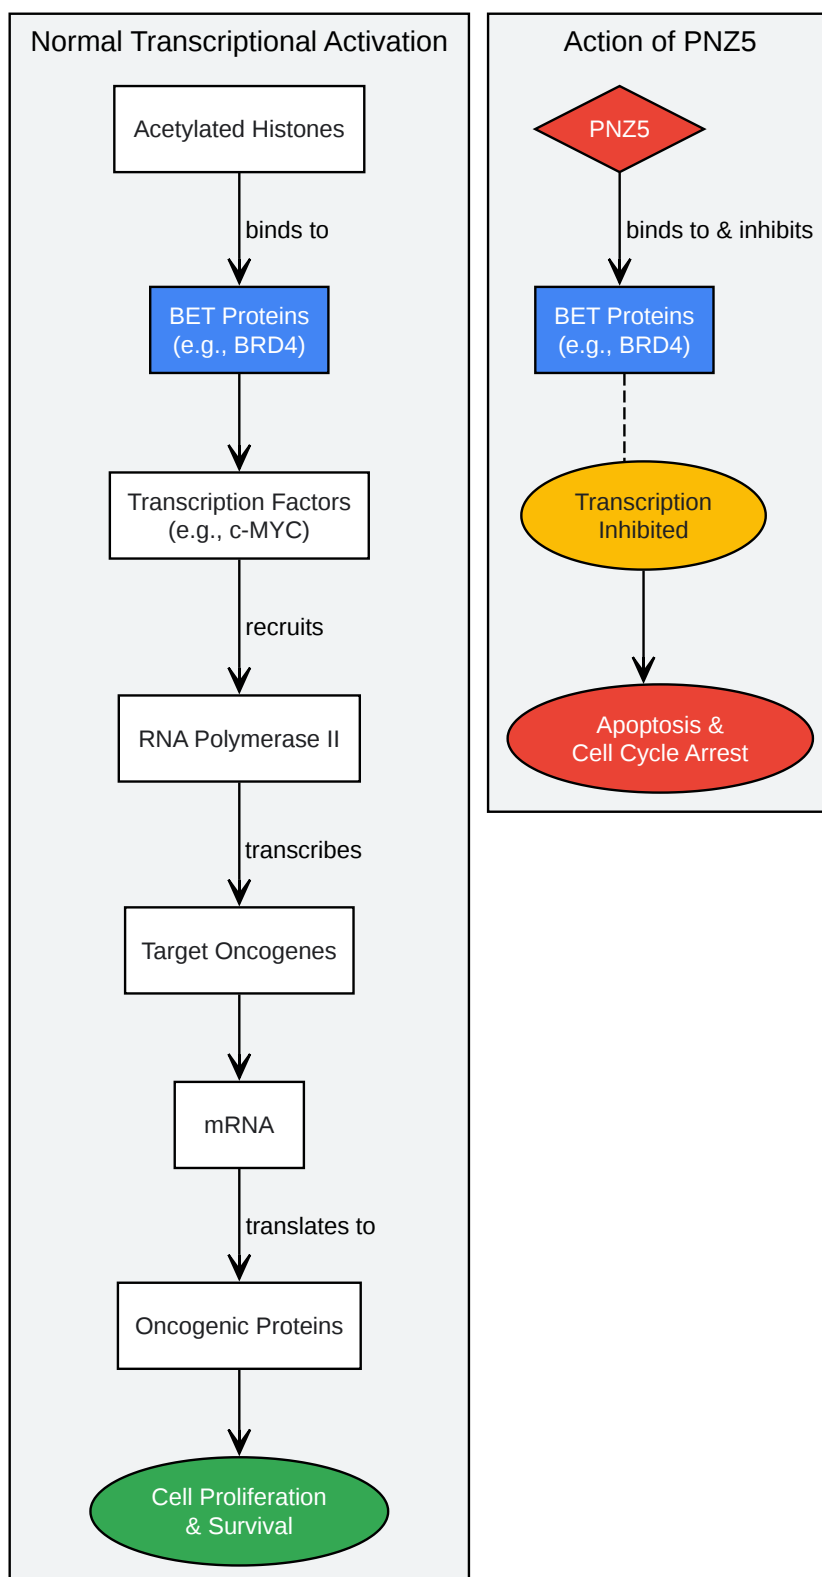 Normal Transcriptional Activation
Acetylated Histones
binds to
BET Proteins
(e.g., BRD4)
Transcription Factors
(e.g., c-MYC)
recruits
RNA Polymerase II
transcribes
Target Oncogenes
mRNA
translates to
Oncogenic Proteins
Cell Proliferation
& Survival
Action of PNZ5
PNZ5
binds to & inhibits
BET Proteins
(e.g., BRD4)
Transcription
Inhibited
Apoptosis &
Cell Cycle Arrest